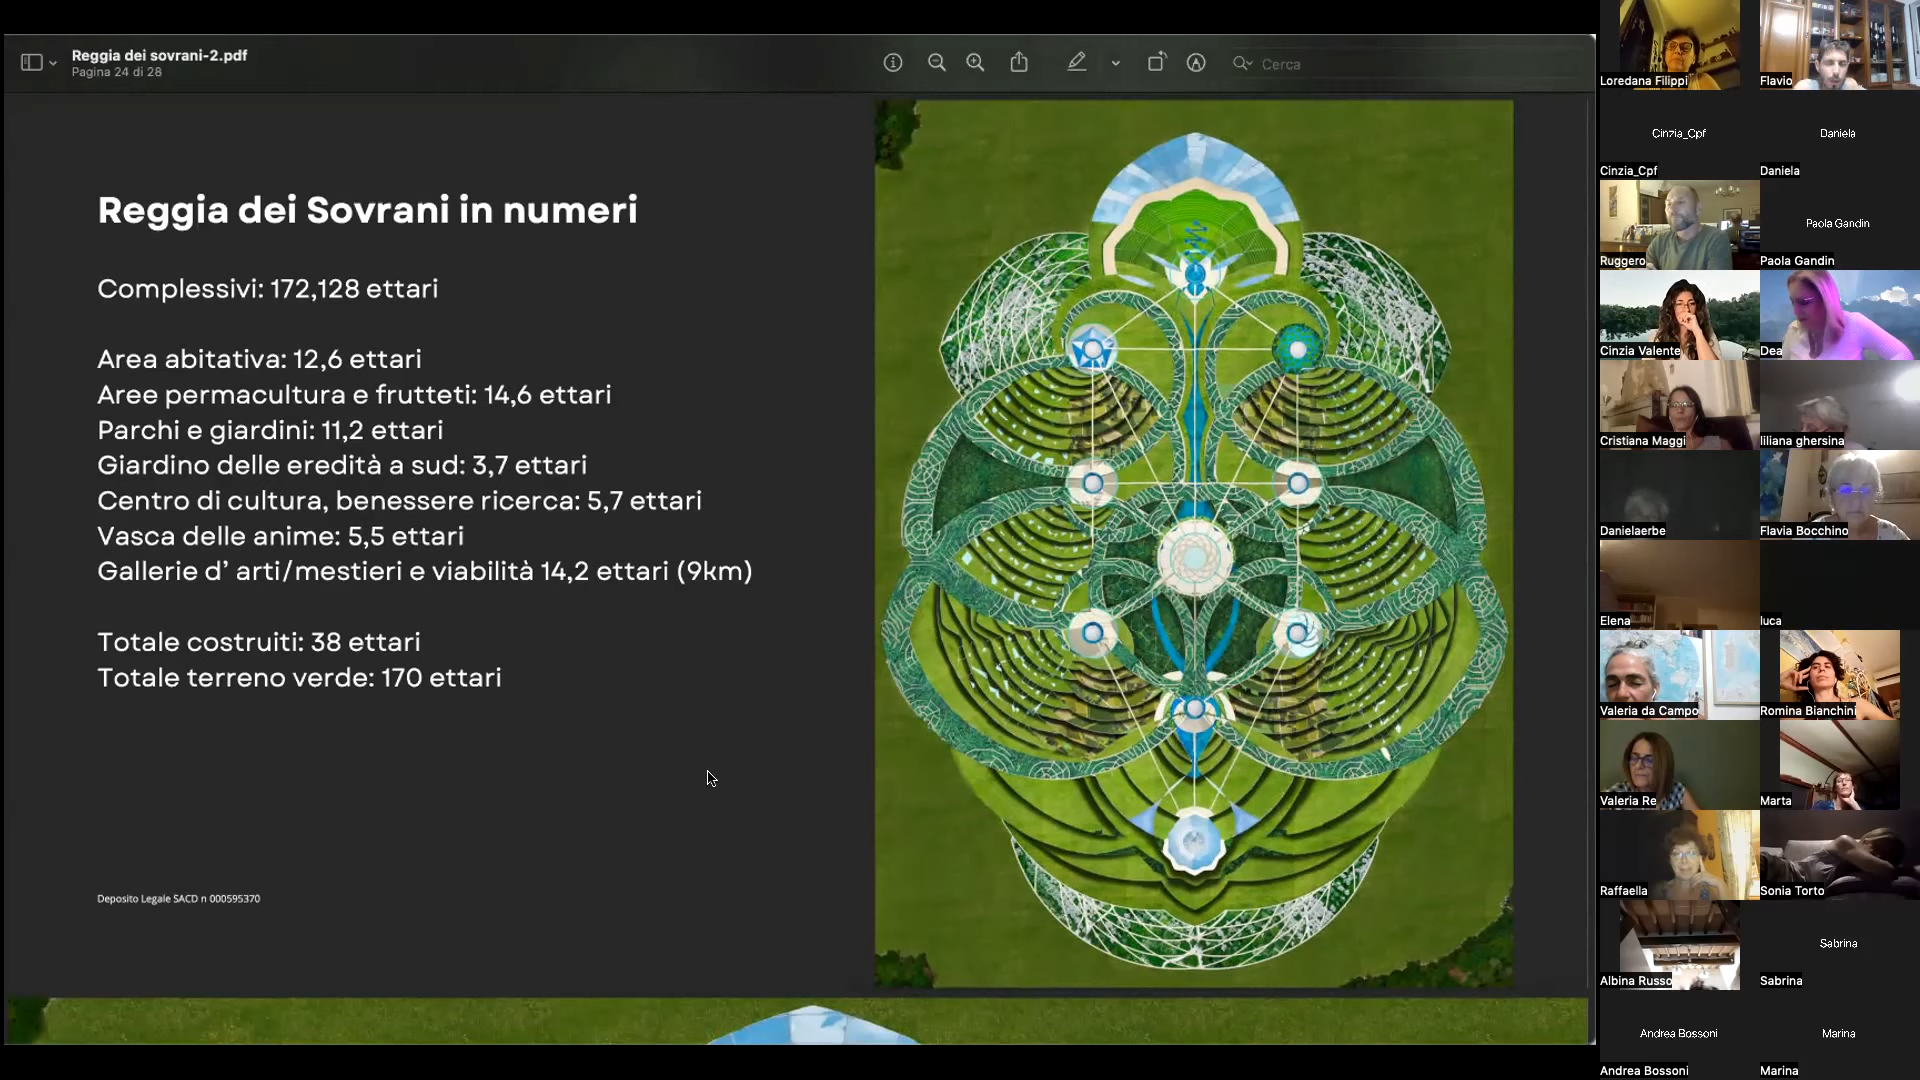 Reggia dei sovrani-2.pdf
Pagina 24 di 28
Cerca
Reggia dei Sovrani in numeri
Complessivi: 172,128 ettari
Area abitativa: 12,6 ettari
Aree permacultura e frutteti: 14,6 ettari
Parchi e giardini: 11,2 ettari
Giardino delle eredità a sud: 3,7 ettari
Centro di cultura, benessere ricerca: 5,7 ettari
Vasca delle anime: 5,5 ettari
Gallerie d' arti/mestieri e viabilità 14,2 ettari (9km)
Totale costruiti: 38 ettari
Totale terreno verde: 170 ettari
Deposito Legale SACD n 000595370
Loredana Filippi
Flavio
Cinzia_Cpf
Daniela
Cinzia_Cpf
Daniela
Paola Gandin
Ruggero
Paola Gandin
Cinzia Valente
Dea
Cristiana Maggi
liliana ghersina
Danielaerbe
Flavia Bocchino
Elena
luca
Valeria da Campo
Romina Bianchini
Valeria Re
Marta
Raffaella
Sonia Torto
Sabrina
Albina Russo
Sabrina
Andrea Bossoni
Marina
Andrea Bossoni
Marina